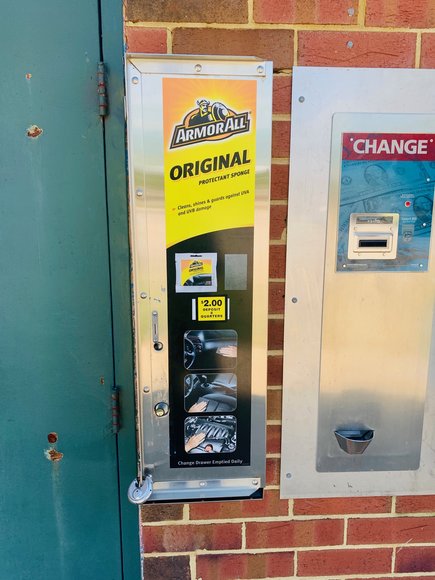 ARMORALL
ORIGINAL
PROTECTANT SPONGE
– Cleans, shines & guards against UVA
and UVB damage
$2.00
DEPOSIT
QUARTERS
Change Drawer Emptied Daily
CHANGE